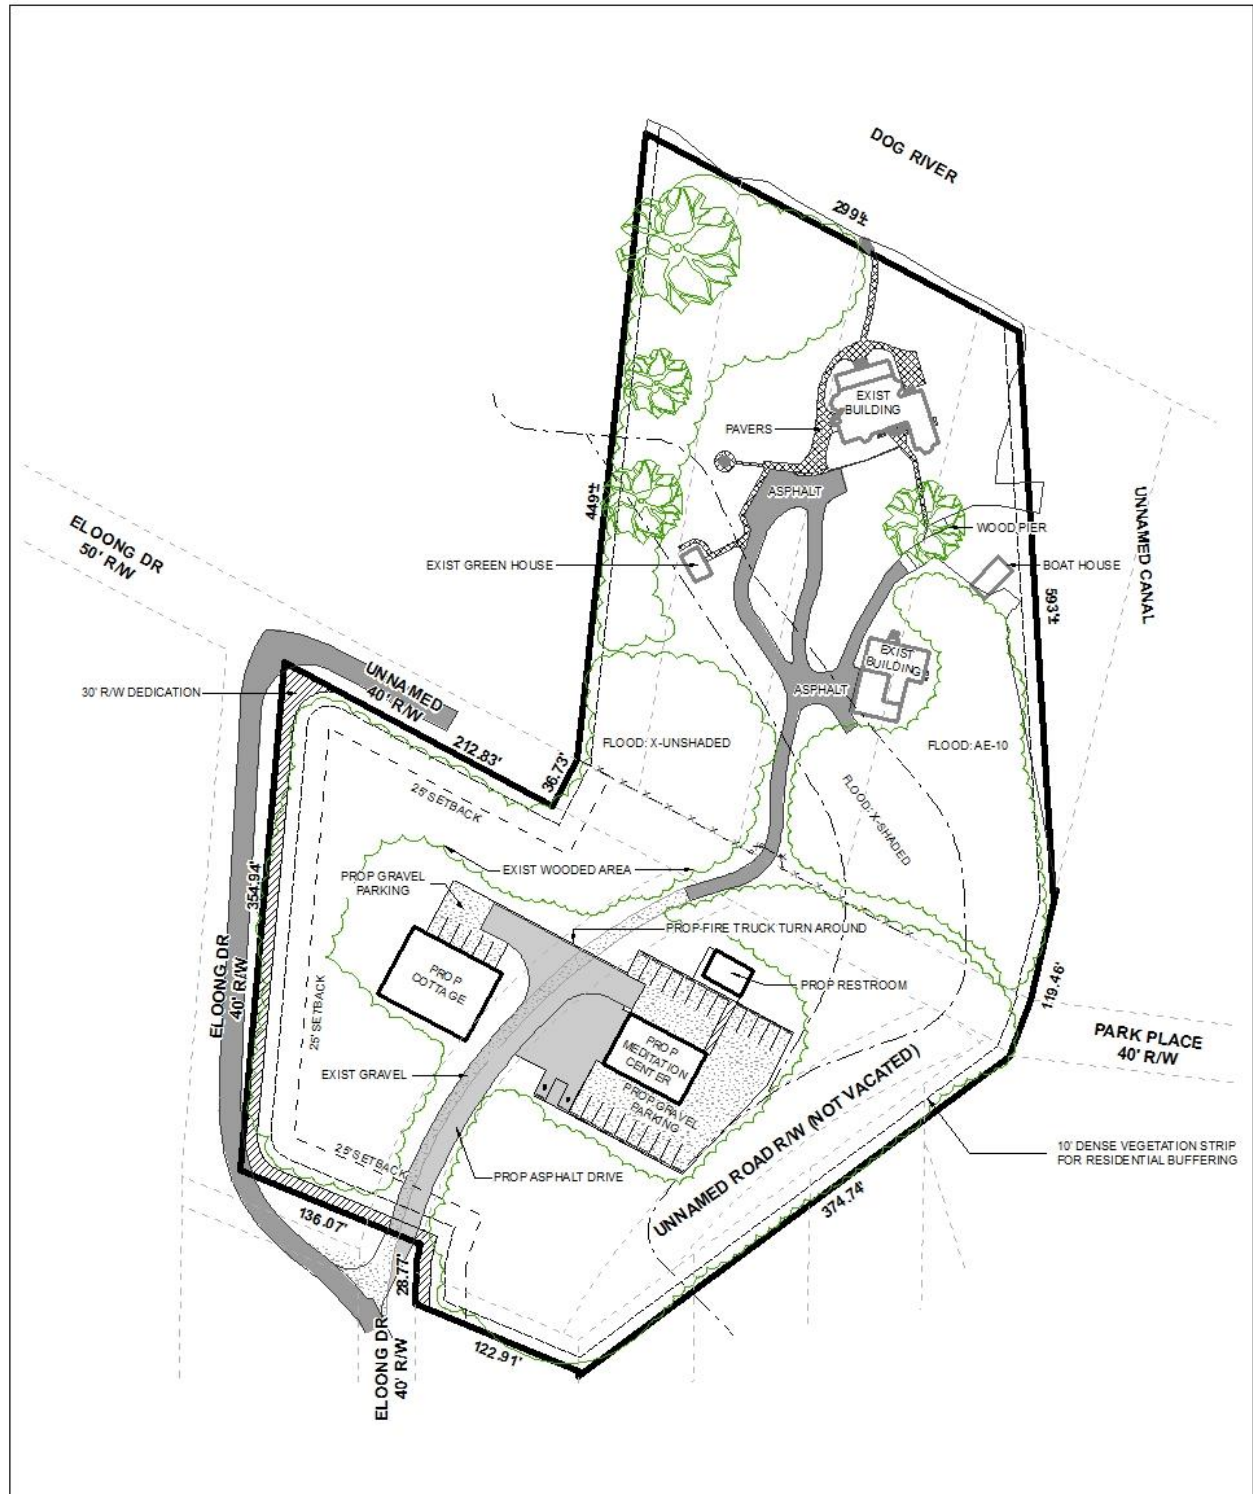 DOG RIVER
299'±
EXIST
BUILDING
PAVERS
ASPHALT
449'±
WOOD PIER
UNNAMED CANAL
ELOONG DR
50' R/W
EXIST GREEN HOUSE
BOAT HOUSE
593'±
EXIST
BUILDING
30' R/W DEDICATION
UNNAMED
40' R/W
ASPHALT
212.83'
36.73'
FLOOD: X-UNSHADED
FLOOD: AE-10
25' SETBACK
FLOOD: X-SHADED
354.94'
EXIST WOODED AREA
PROP GRAVEL
PARKING
PROP FIRE TRUCK TURN AROUND
ELOONG DR
40' R/W
PROP
COTTAGE
PROP RESTROOM
119.46'
25' SETBACK
PARK PLACE
40' R/W
PROP
MEDITATION
CENTER
EXIST GRAVEL
PROP GRAVEL
PARKING
UNNAMED ROAD R/W (NOT VACATED)
10' DENSE VEGETATION STRIP
FOR RESIDENTIAL BUFFERING
25' SETBACK
PROP ASPHALT DRIVE
374.74'
136.07'
28.77'
ELOONG DR
40' R/W
122.91'